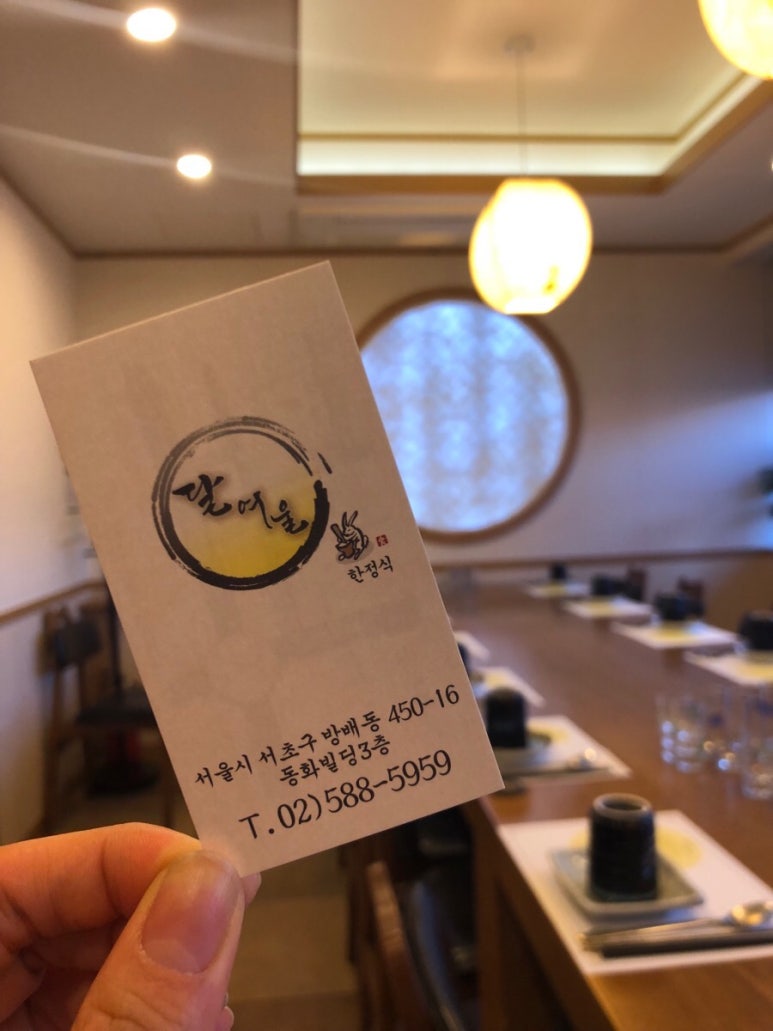 달여울
한정식
서울시 서초구 방배동 450-16
동화빌딩3층
T. 02)588-5959